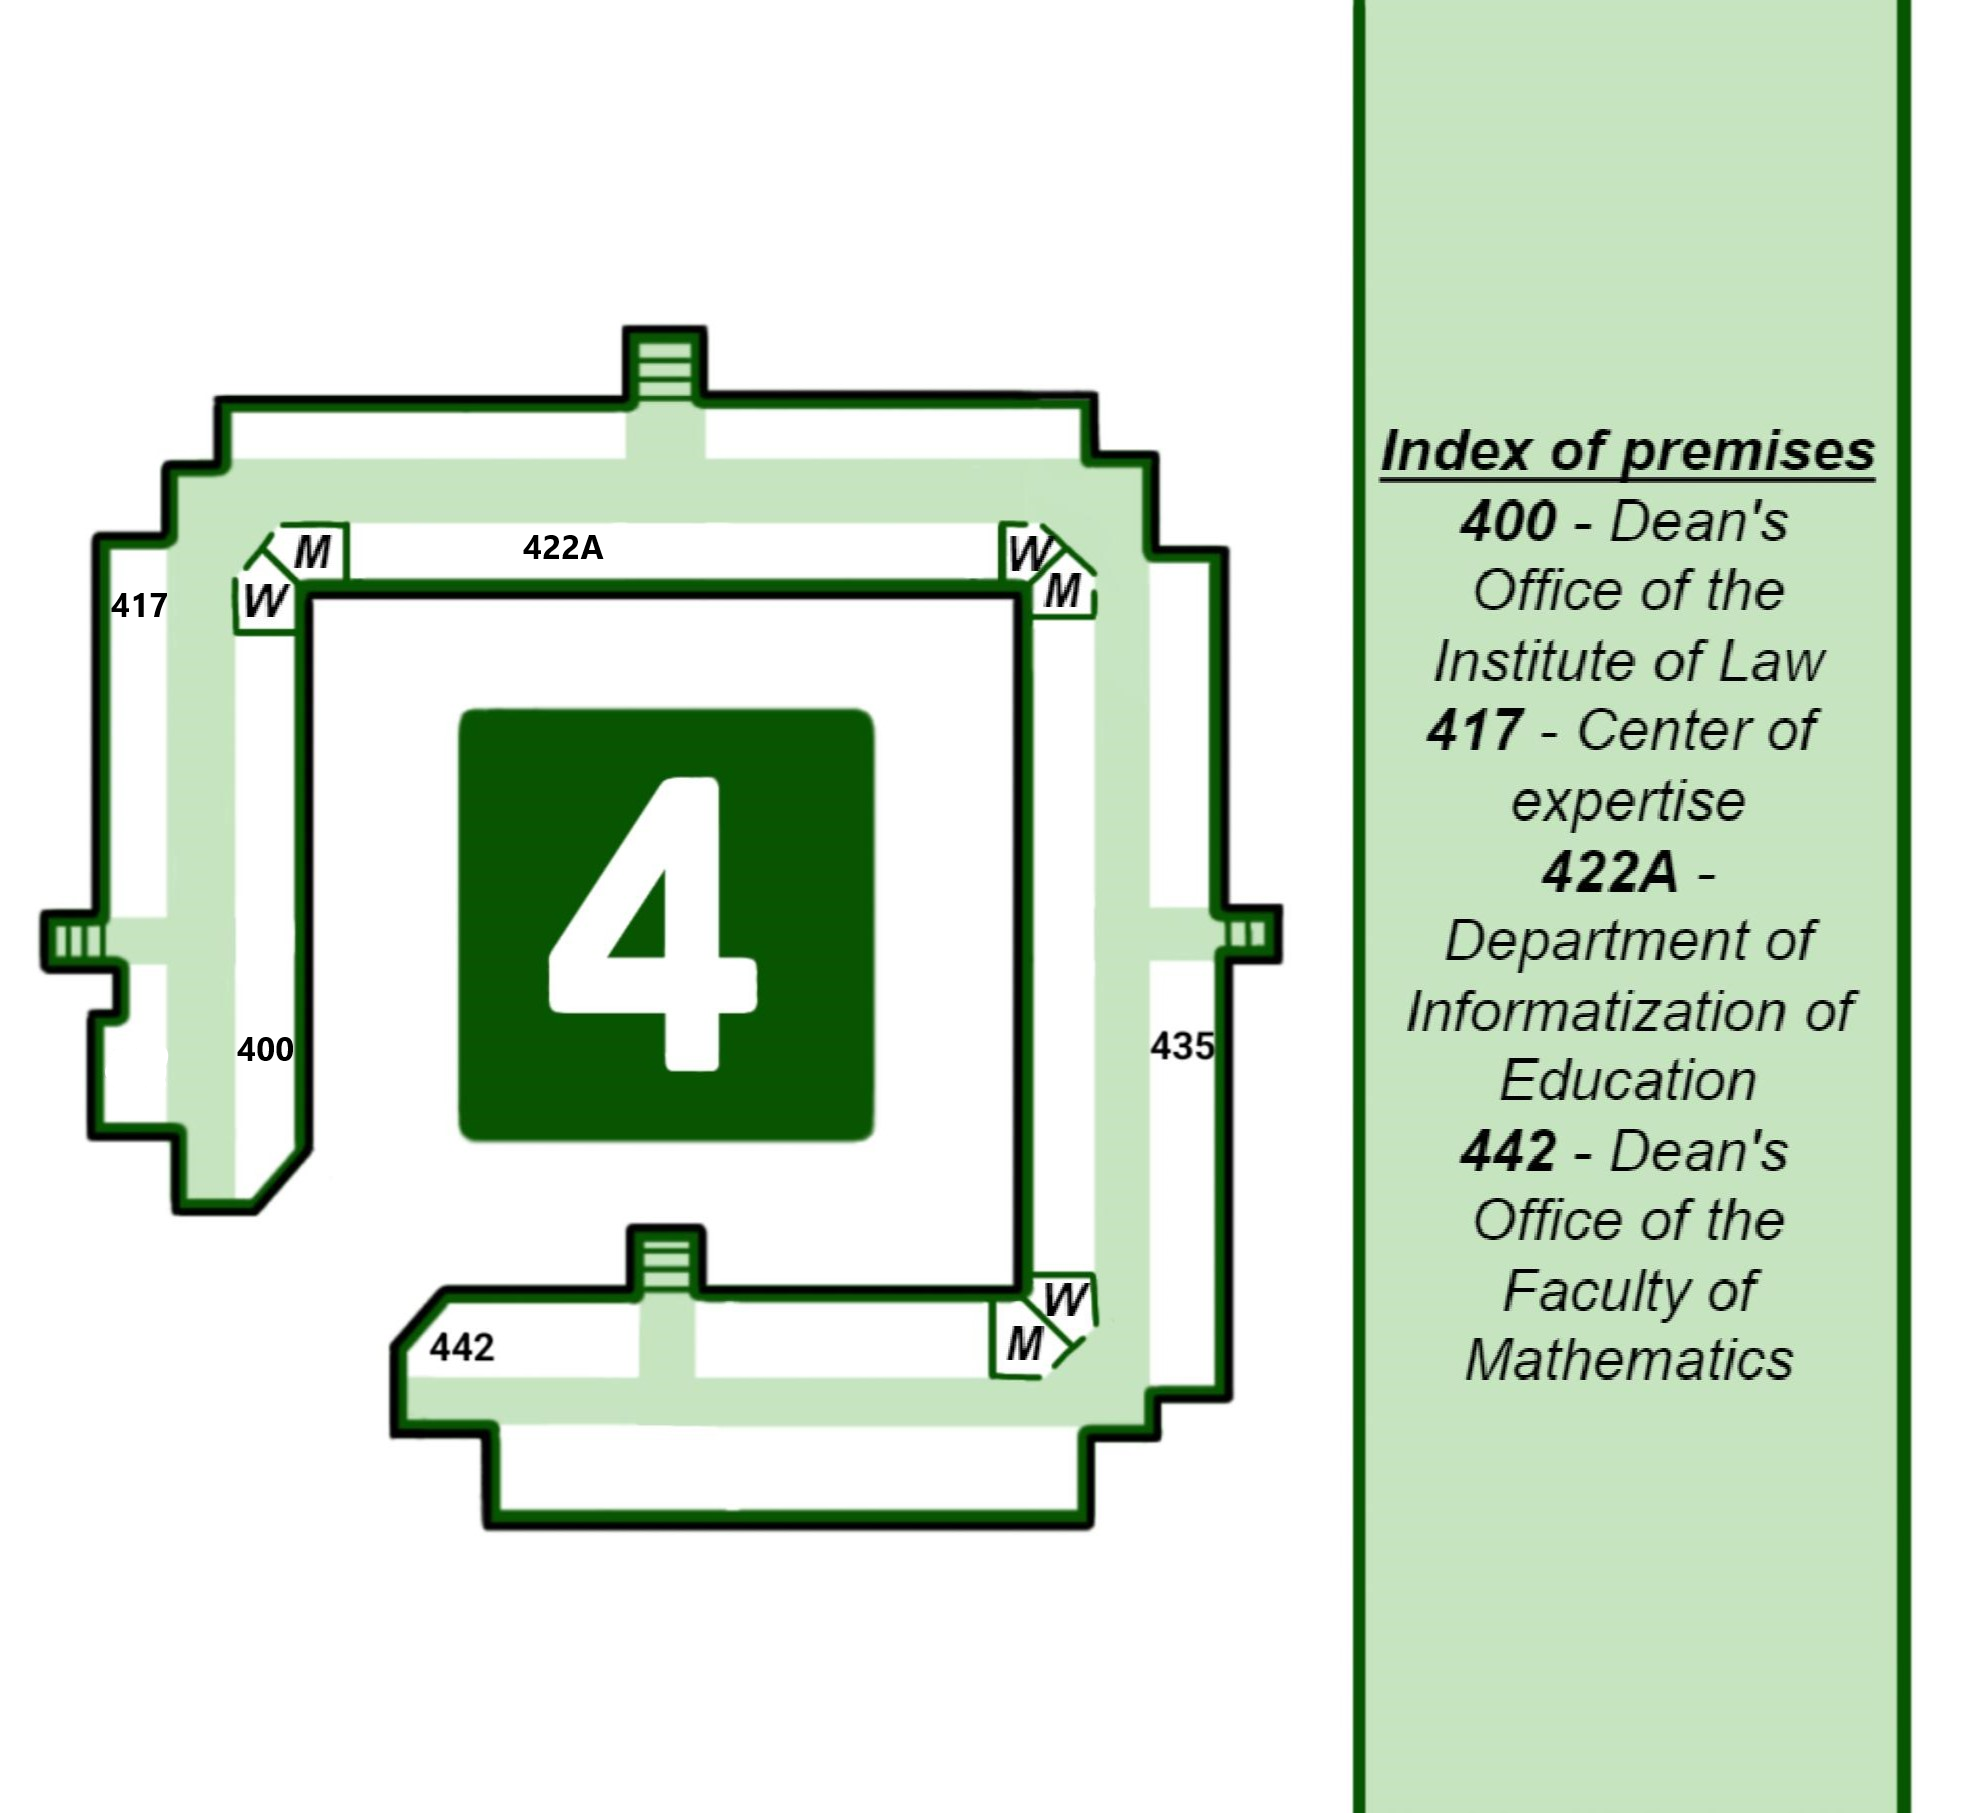 M
422A
W
W
M
417
4
400
435
W
M
442
Index of premises
400 - Dean's
Office of the
Institute of Law
417 - Center of
expertise
422A -
Department of
Informatization of
Education
442 - Dean's
Office of the
Faculty of
Mathematics